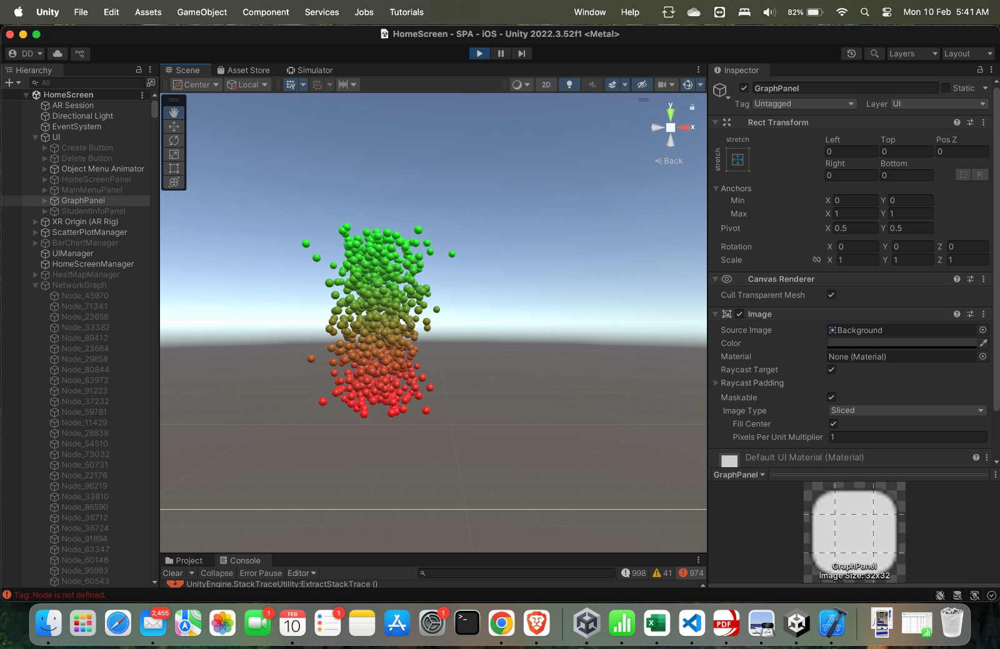 Unity File Edit Assets GameObject Component Services Jobs Tutorials Window Help 82% Mon 10 Feb 5:41 AM
HomeScreen - SPA - iOS - Unity 2022.3.52f1 <Metal>
DD Layers Layout
Hierarchy
All
HomeScreen
AR Session
Directional Light
EventSystem
UI
Create Button
Delete Button
Object Menu Animator
HomeScreenPanel
MainMenuPanel
GraphPanel
StudentInfoPanel
XR Origin (AR Rig)
ScatterPlotManager
BarChartManager
UIManager
HomeScreenManager
HeatMapManager
NetworkGraph
Node_45970
Node_71341
Node_23658
Node_33382
Node_89412
Node_23664
Node_29858
Node_80844
Node_83972
Node_91223
Node_37232
Node_59781
Node_11429
Node_28838
Node_54510
Node_73032
Node_50731
Node_22176
Node_96219
Node_33810
Node_86590
Node_36712
Node_36724
Node_91894
Node_63347
Node_60146
Node_95983
Node_60543
Scene Asset Store Simulator
Center Local 2D
y
x
Back
Project Console
Clear Collapse Error Pause Editor 998 41 974
UnityEngine.StackTraceUtility:ExtractStackTrace ()
Inspector
GraphPanel Static
Tag Untagged Layer UI
Rect Transform
stretch Left Top Pos Z
stretch 0 0 0
Right Bottom
0 0 R
Anchors
Min X 0 Y 0
Max X 1 Y 1
Pivot X 0.5 Y 0.5
Rotation X 0 Y 0 Z 0
Scale X 1 Y 1 Z 1
Canvas Renderer
Cull Transparent Mesh
Image
Source Image Background
Color
Material None (Material)
Raycast Target
Raycast Padding
Maskable
Image Type Sliced
Fill Center
Pixels Per Unit Multiplier 1
Default UI Material (Material)
GraphPanel
GraphPanel
Image Size: 32x32
Tag: Node is not defined.
2,455 1 FEB 10 1 1 PDF